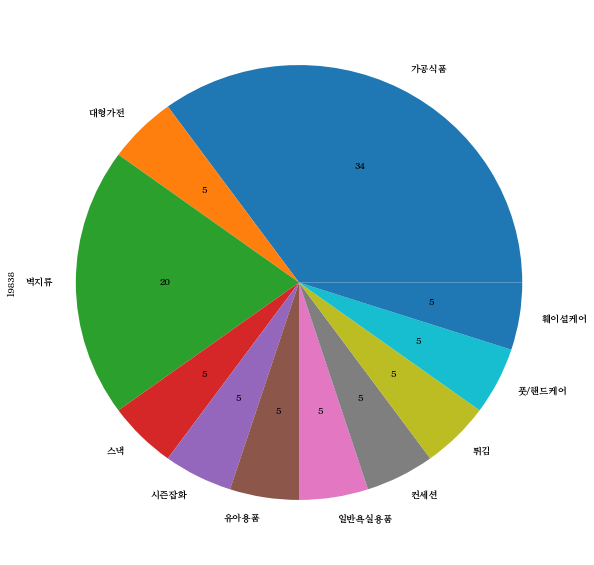 가공식품
34
대형가전
5
벽지류
20
19838
스낵
5
시즌잡화
5
유아용품
5
일반욕실용품
5
컨세션
5
튀김
5
풋/핸드케어
5
훼이셜케어
5